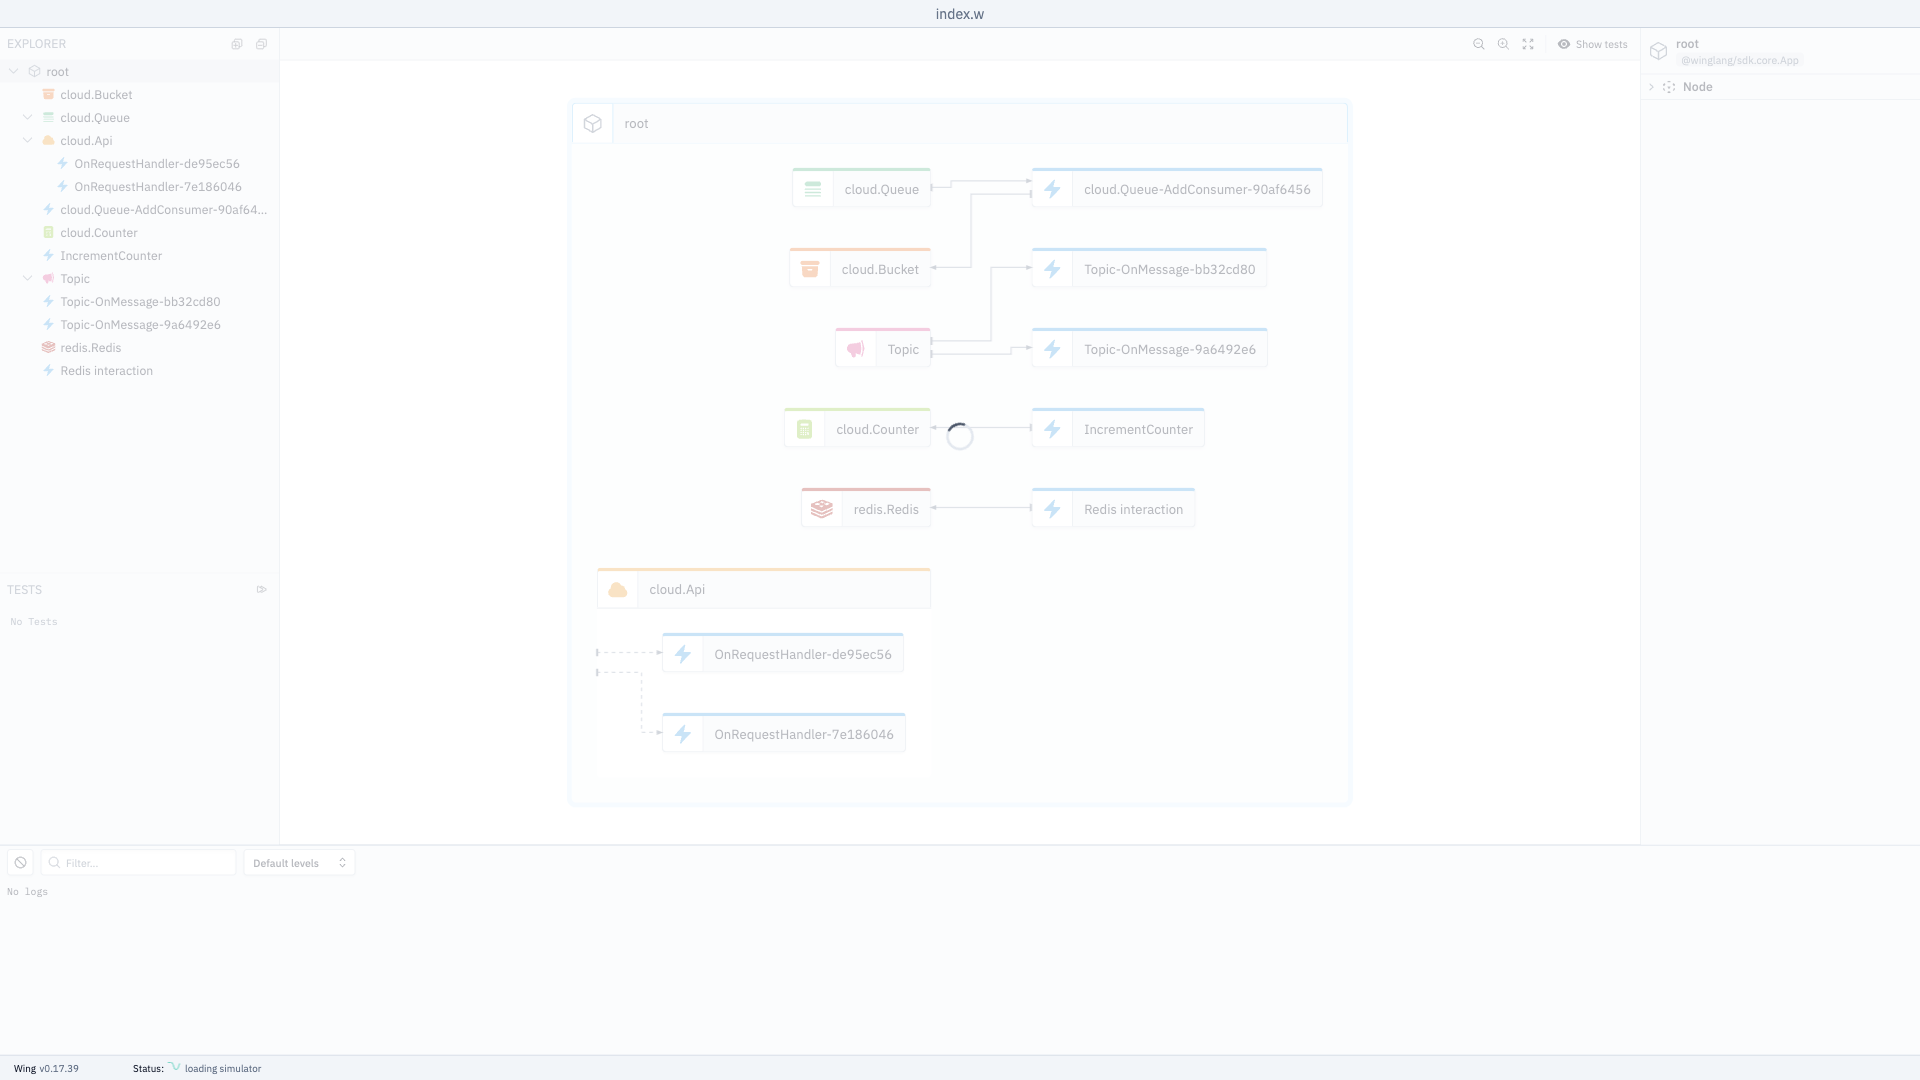 index.w
EXPLORER
root
cloud.Bucket
cloud.Queue
cloud.Api
OnRequestHandler-de95ec56
OnRequestHandler-7e186046
cloud.Queue-AddConsumer-90af64...
cloud.Counter
IncrementCounter
Topic
Topic-OnMessage-bb32cd80
Topic-OnMessage-9a6492e6
redis.Redis
Redis interaction
TESTS
No Tests
Show tests
root
cloud.Queue
cloud.Queue-AddConsumer-90af6456
cloud.Bucket
Topic-OnMessage-bb32cd80
Topic
Topic-OnMessage-9a6492e6
cloud.Counter
IncrementCounter
redis.Redis
Redis interaction
cloud.Api
OnRequestHandler-de95ec56
OnRequestHandler-7e186046
root
@winglang/sdk.core.App
Node
Filter...
Default levels
No logs
Wing v0.17.39
Status: loading simulator